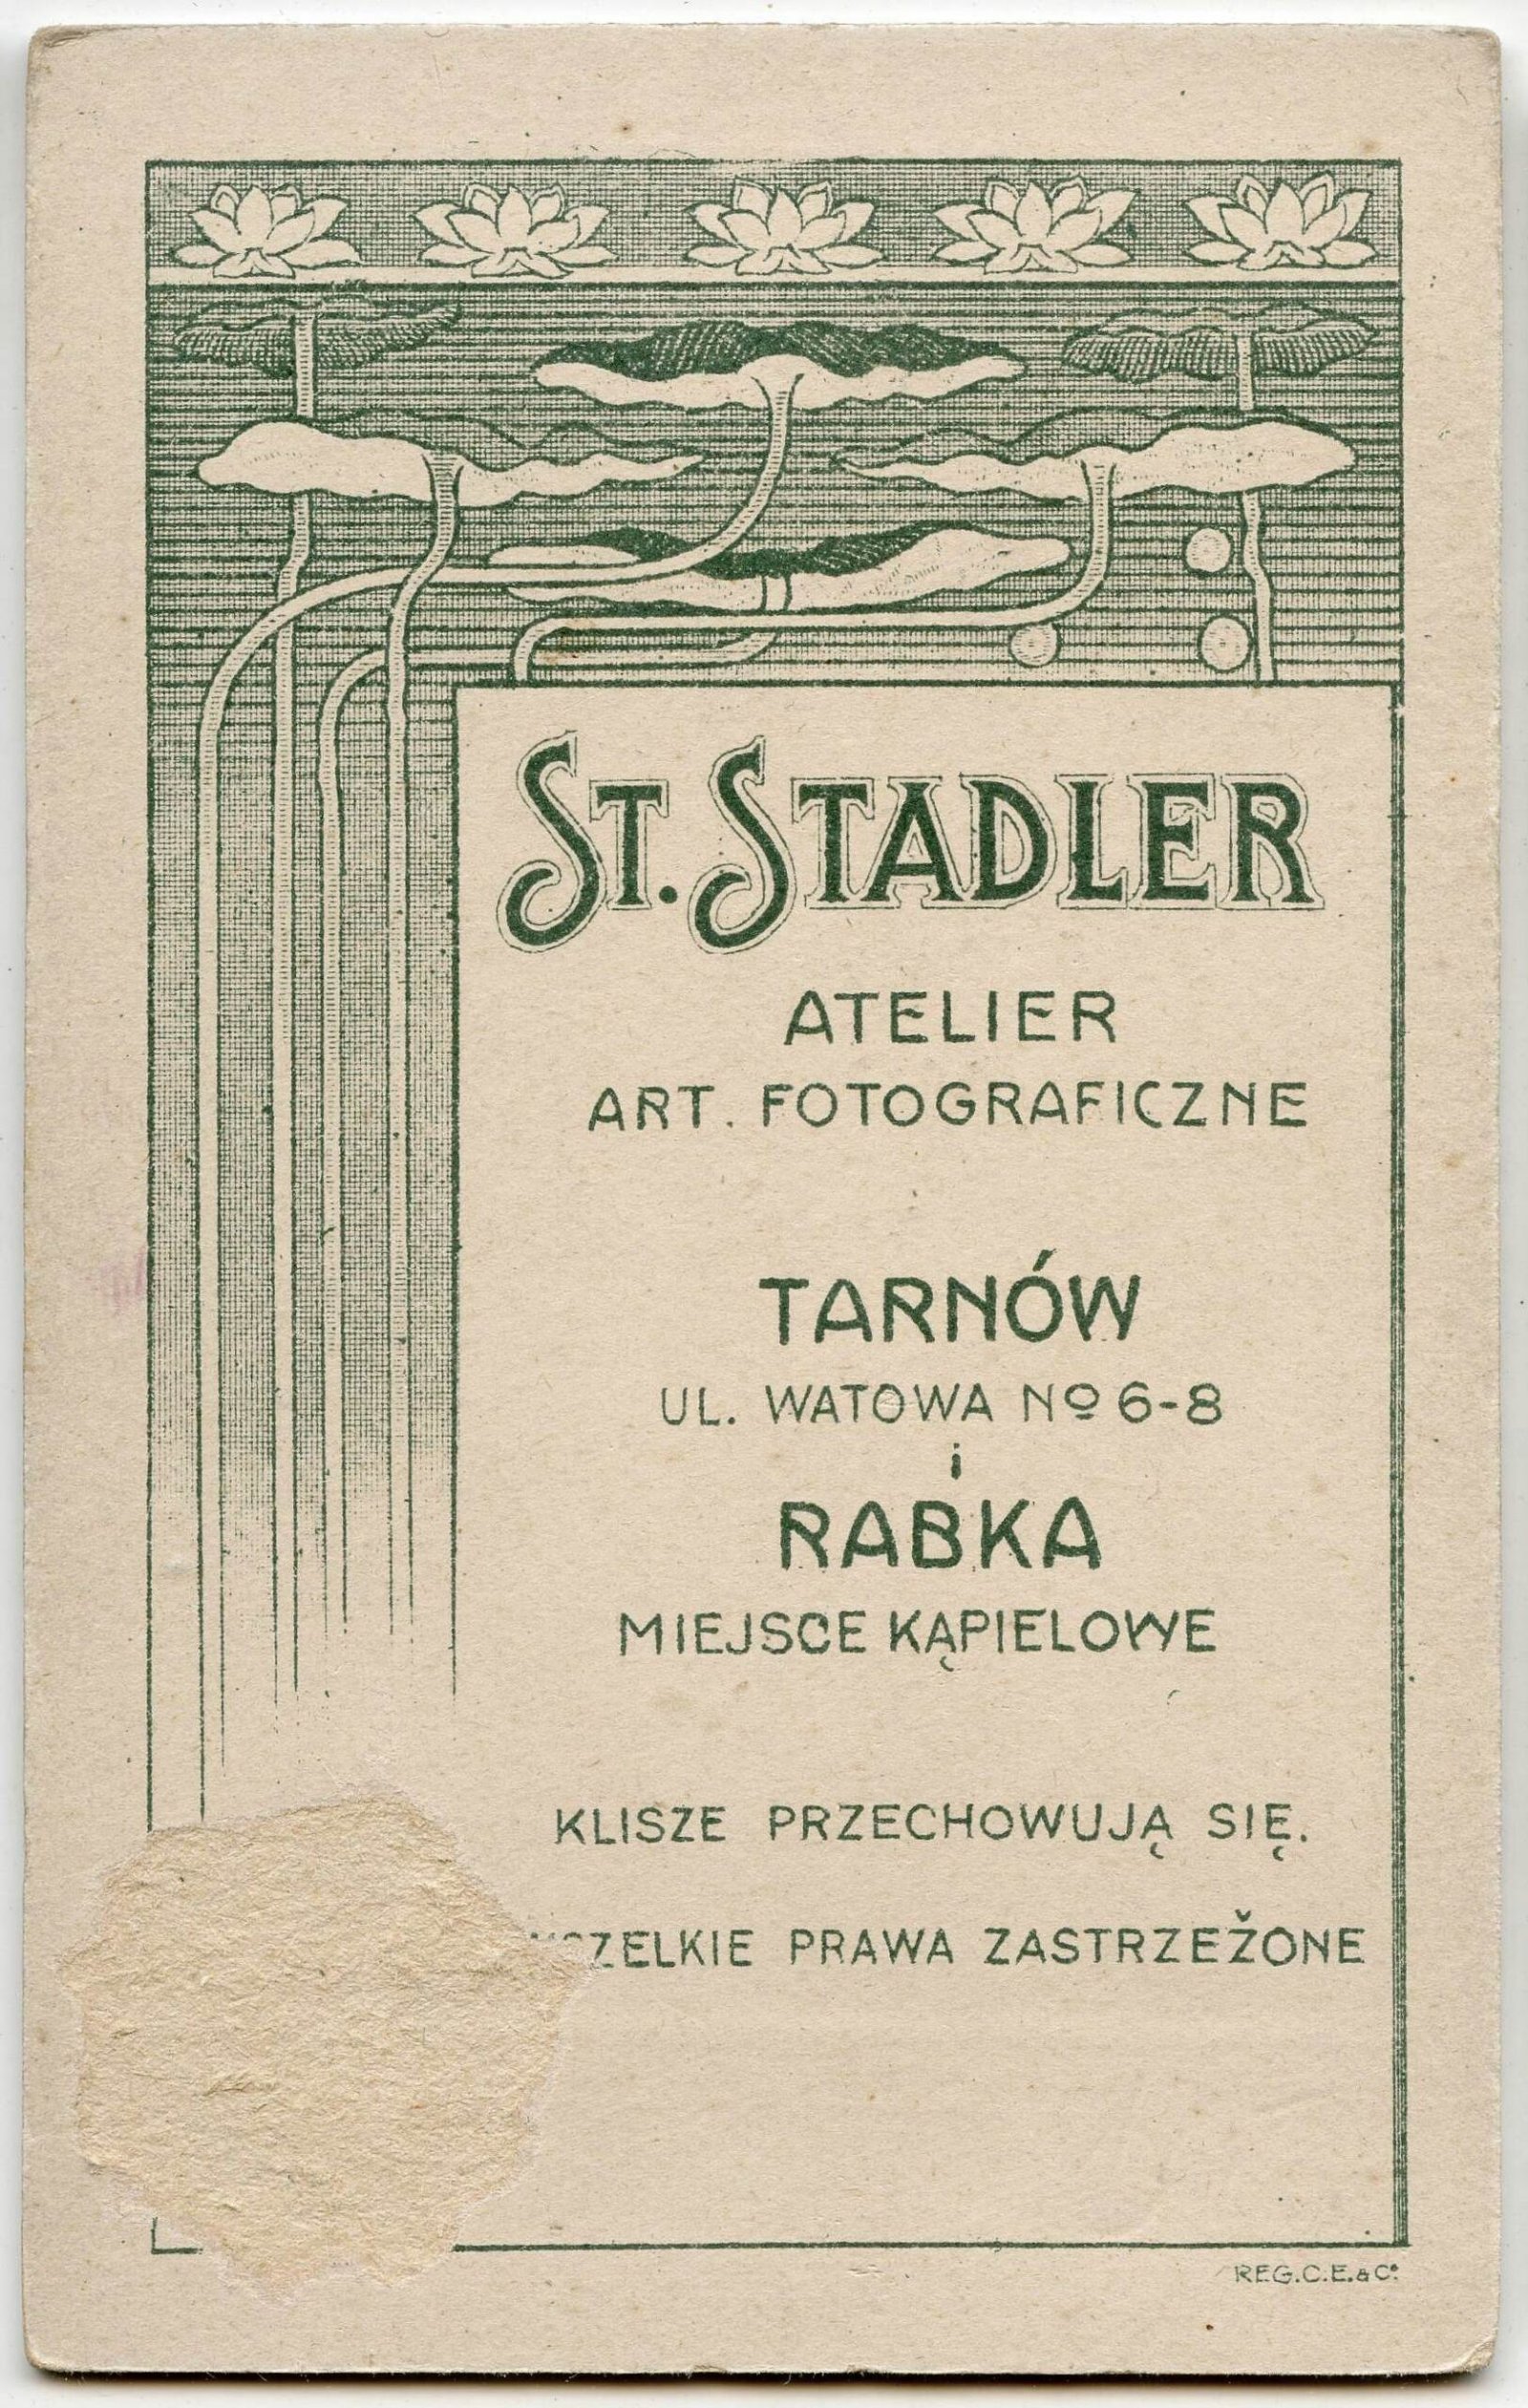 ST. STADLER
ATELIER
ART. FOTOGRAFICZNE
TARNÓW
UL. WATOWA Nº 6-8
i
RABKA
MIEJSCE KĄPIELOWE
KLISZE PRZECHOWUJĄ SIĘ.
PRAWA ZASTRZEŽONE
REG. C. E. & Cº